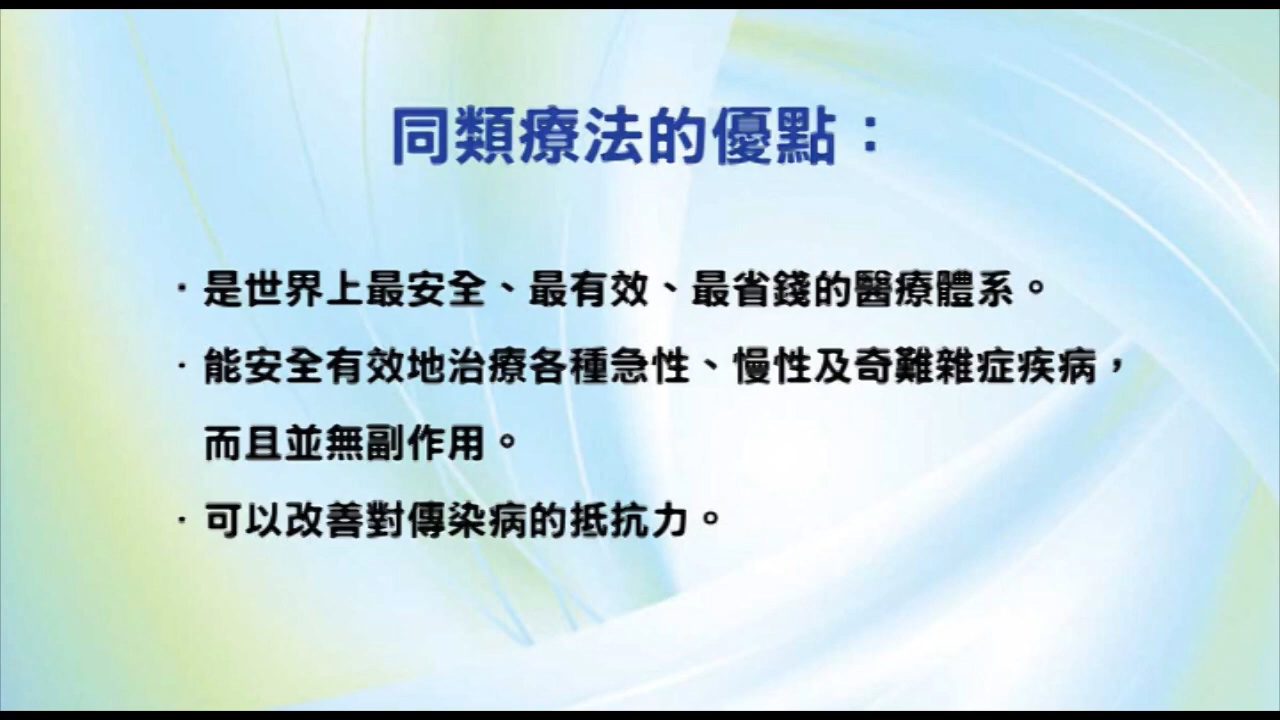 同類療法的優點：
· 是世界上最安全、最有效、最省錢的醫療體系。
· 能安全有效地治療各種急性、慢性及奇難雜症疾病，
而且並無副作用。
· 可以改善對傳染病的抵抗力。